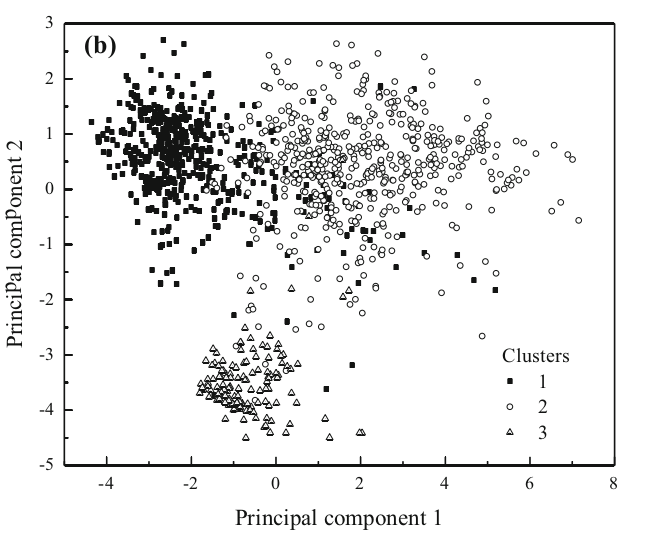 (b)
3
2
1
0
-1
-2
-3
-4
-5
Principal component 2
Clusters
1
2
3
-4 -2 0 2 4 6 8
Principal component 1